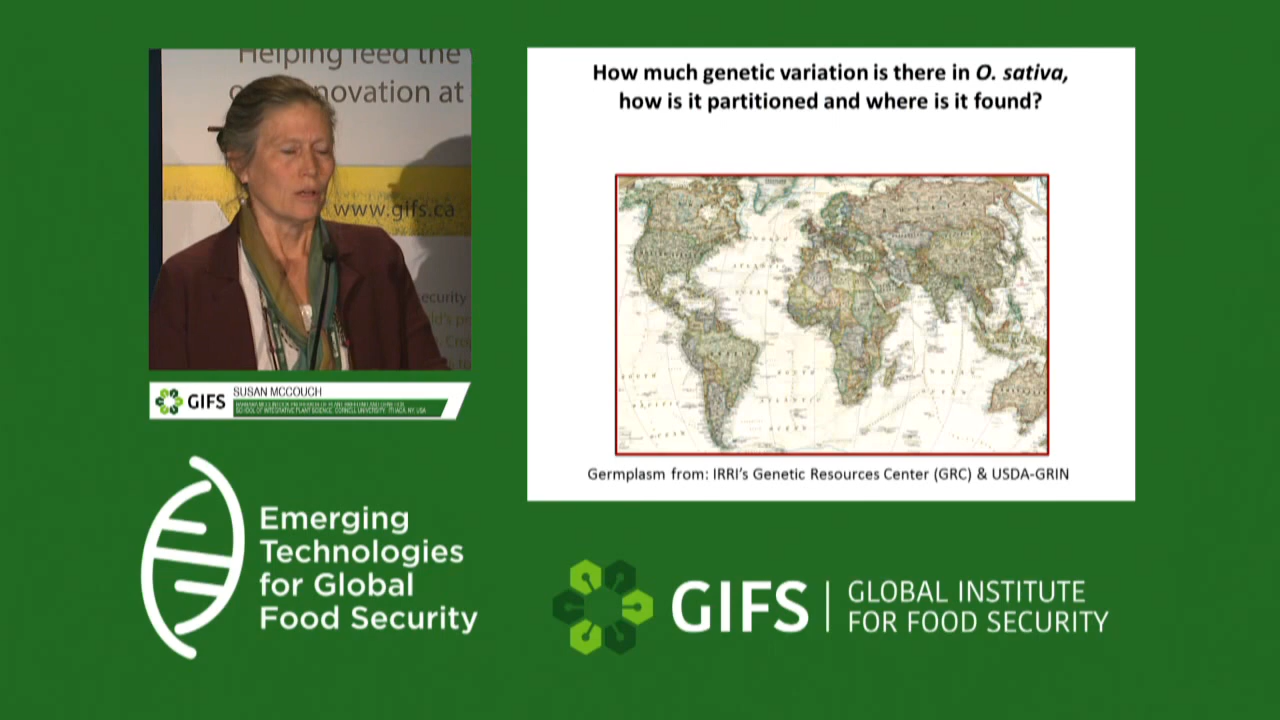 Helping feed the
novation at
www.gifs.ca
ecurity
GIFS
SUSAN MCCOUCH
SCHOOL OF INTEGRATIVE PLANT SCIENCE, CORNELL UNIVERSITY, ITHACA, NY, USA
Emerging
Technologies
for Global
Food Security
How much genetic variation is there in O. sativa,
how is it partitioned and where is it found?
Germplasm from: IRRI's Genetic Resources Center (GRC) & USDA-GRIN
GIFS
GLOBAL INSTITUTE
FOR FOOD SECURITY